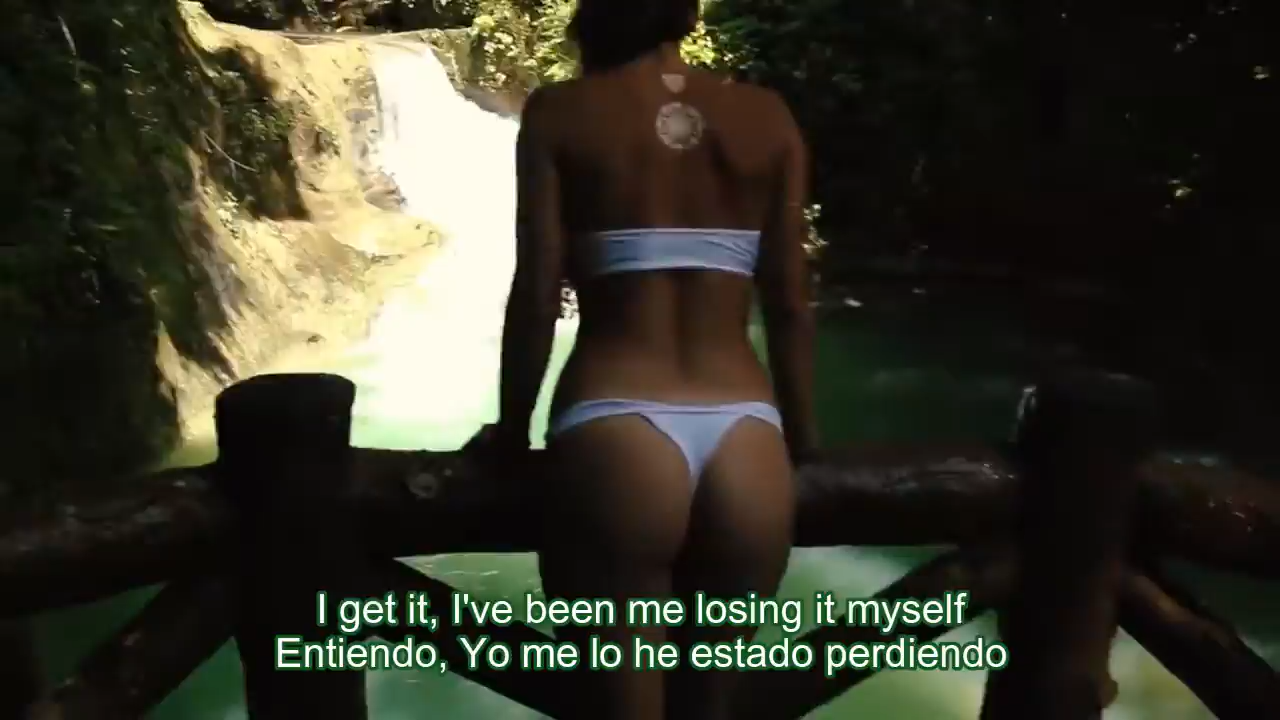 I get it, I've been me losing it myself
Entiendo, Yo me lo he estado perdiendo